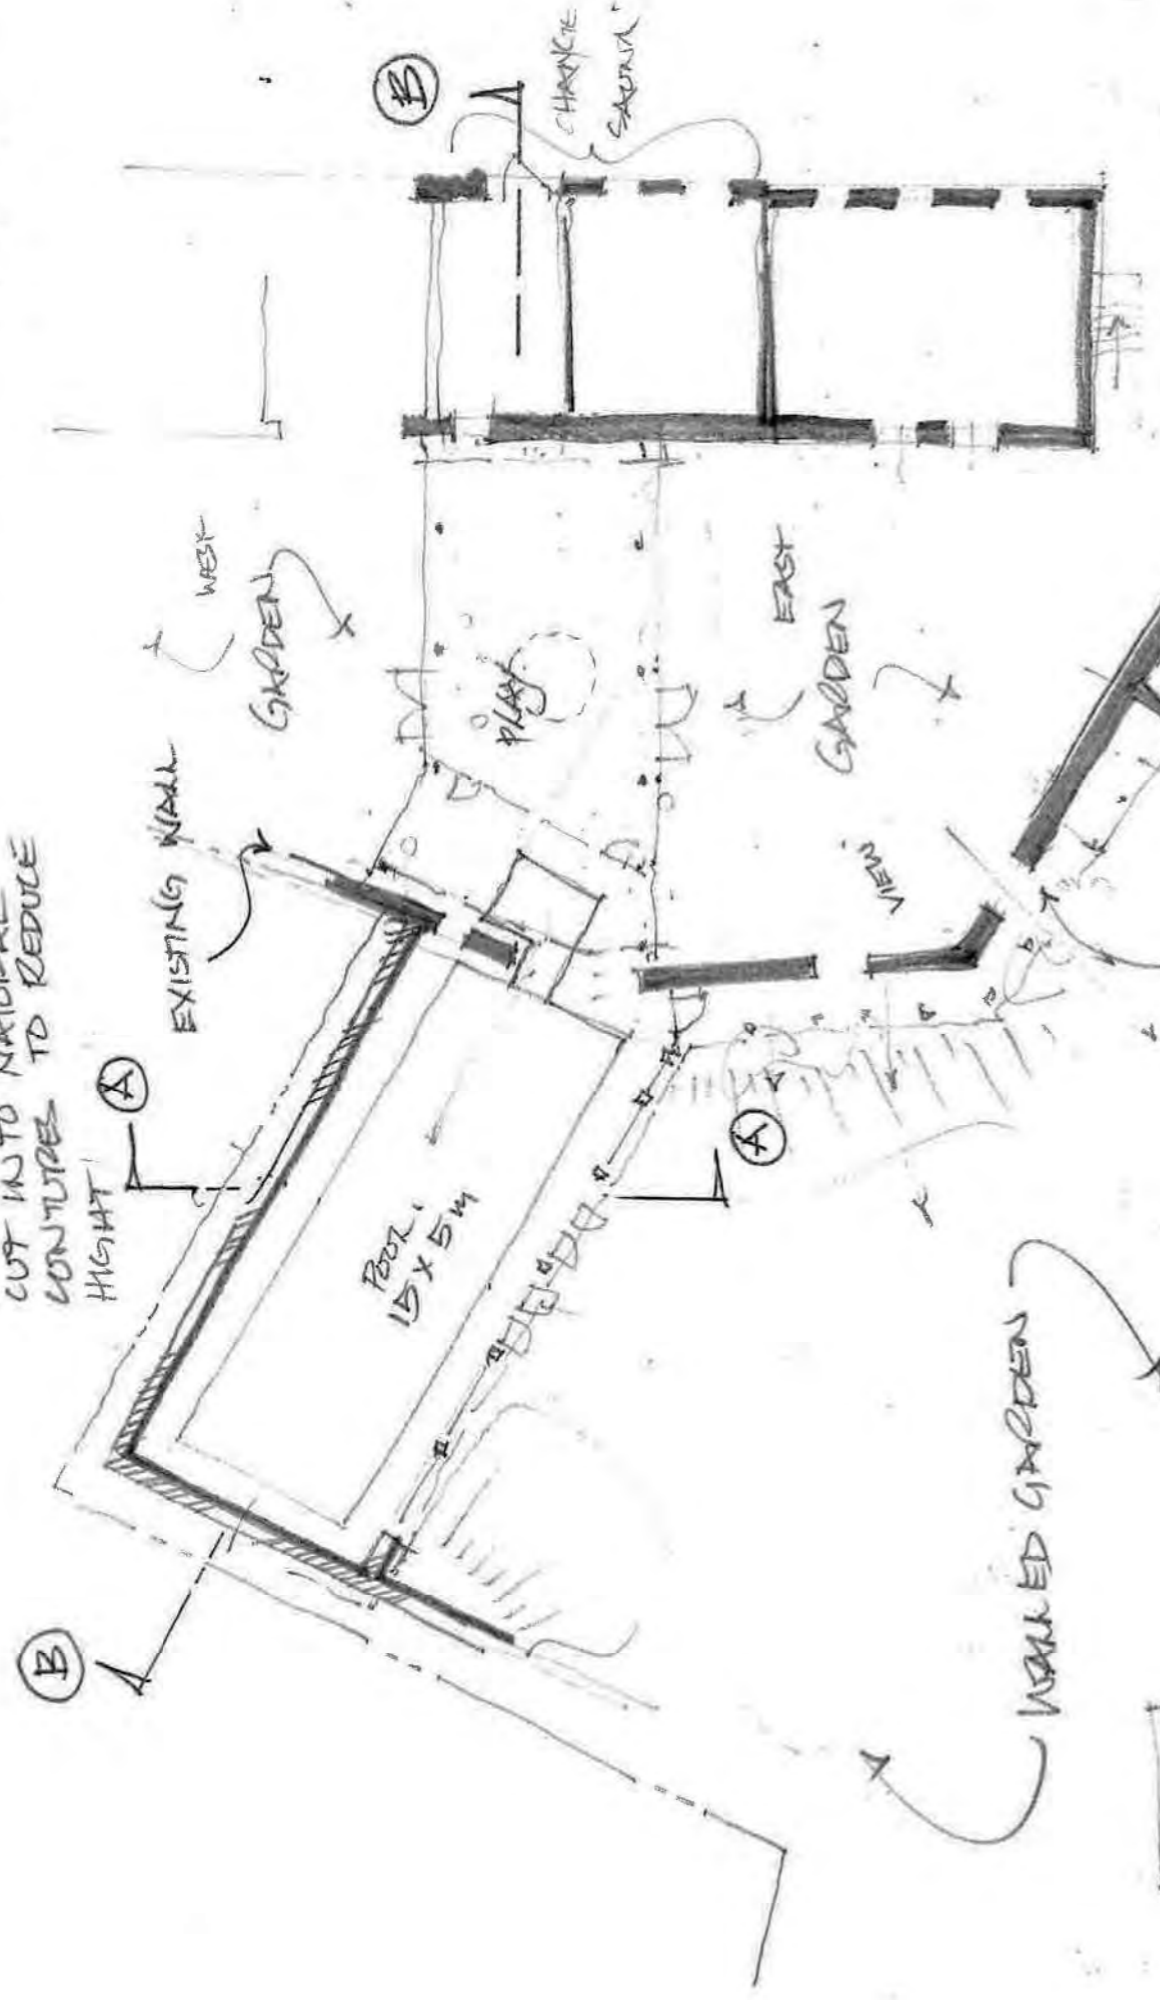 CUT INTO NATURAL
CONTURES TO REDUCE
HIGHT
EXISTING WALL
WEST
GARDEN
B
CHANGE
SAUNA
A
PLAY
EAST
GARDEN
VIEW
POOL.
15 X 5m
A
B
WALLED GARDEN